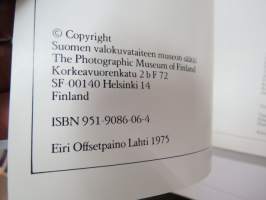 © Copyright
Suomen valokuvataiteen museon säätiö
The Photographic Museum of Finland
Korkeavuorenkatu 2 b F 72
SF 00140 Helsinki 14
Finland
ISBN 951-9086-06-4
Eiri Offsetpaino Lahti 1975